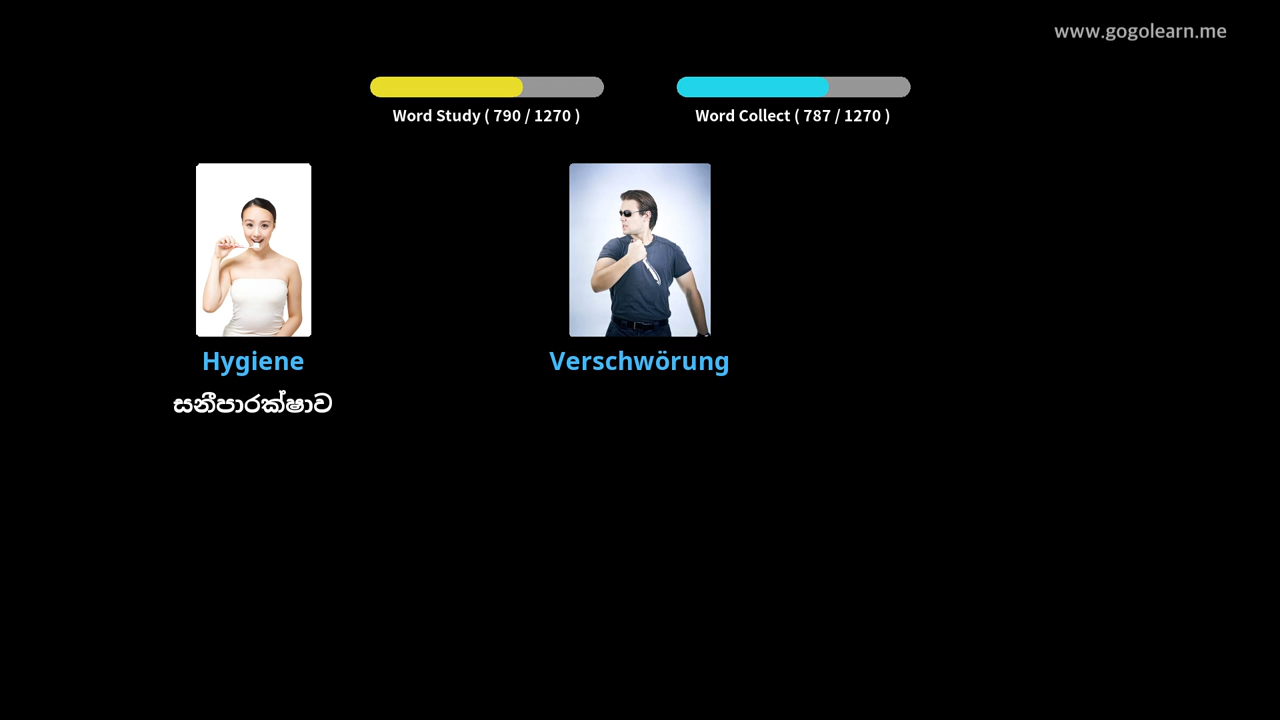 www.gogolearn.me
Word Study ( 790 / 1270 )
Word Collect ( 787 / 1270 )
Hygiene
Verschwörung
සනීපාරක්ෂාව